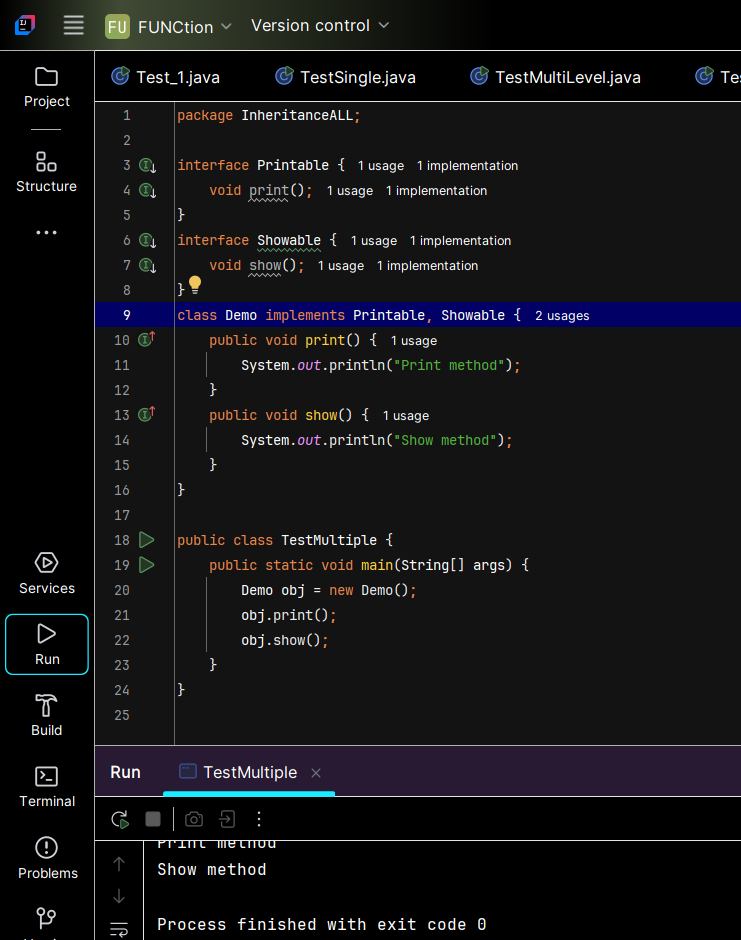 FU FUNCtion Version control
Test_1.java TestSingle.java TestMultiLevel.java Te
Project
Structure
Services
Run
Build
Terminal
Problems
1 package InheritanceALL;
2
3 interface Printable { 1 usage 1 implementation
4 void print(); 1 usage 1 implementation
5 }
6 interface Showable { 1 usage 1 implementation
7 void show(); 1 usage 1 implementation
8 }
9 class Demo implements Printable, Showable { 2 usages
10 public void print() { 1 usage
11 System.out.println("Print method");
12 }
13 public void show() { 1 usage
14 System.out.println("Show method");
15 }
16 }
17
18 public class TestMultiple {
19 public static void main(String[] args) {
20 Demo obj = new Demo();
21 obj.print();
22 obj.show();
23 }
24 }
25
Run TestMultiple
Print method
Show method
Process finished with exit code 0